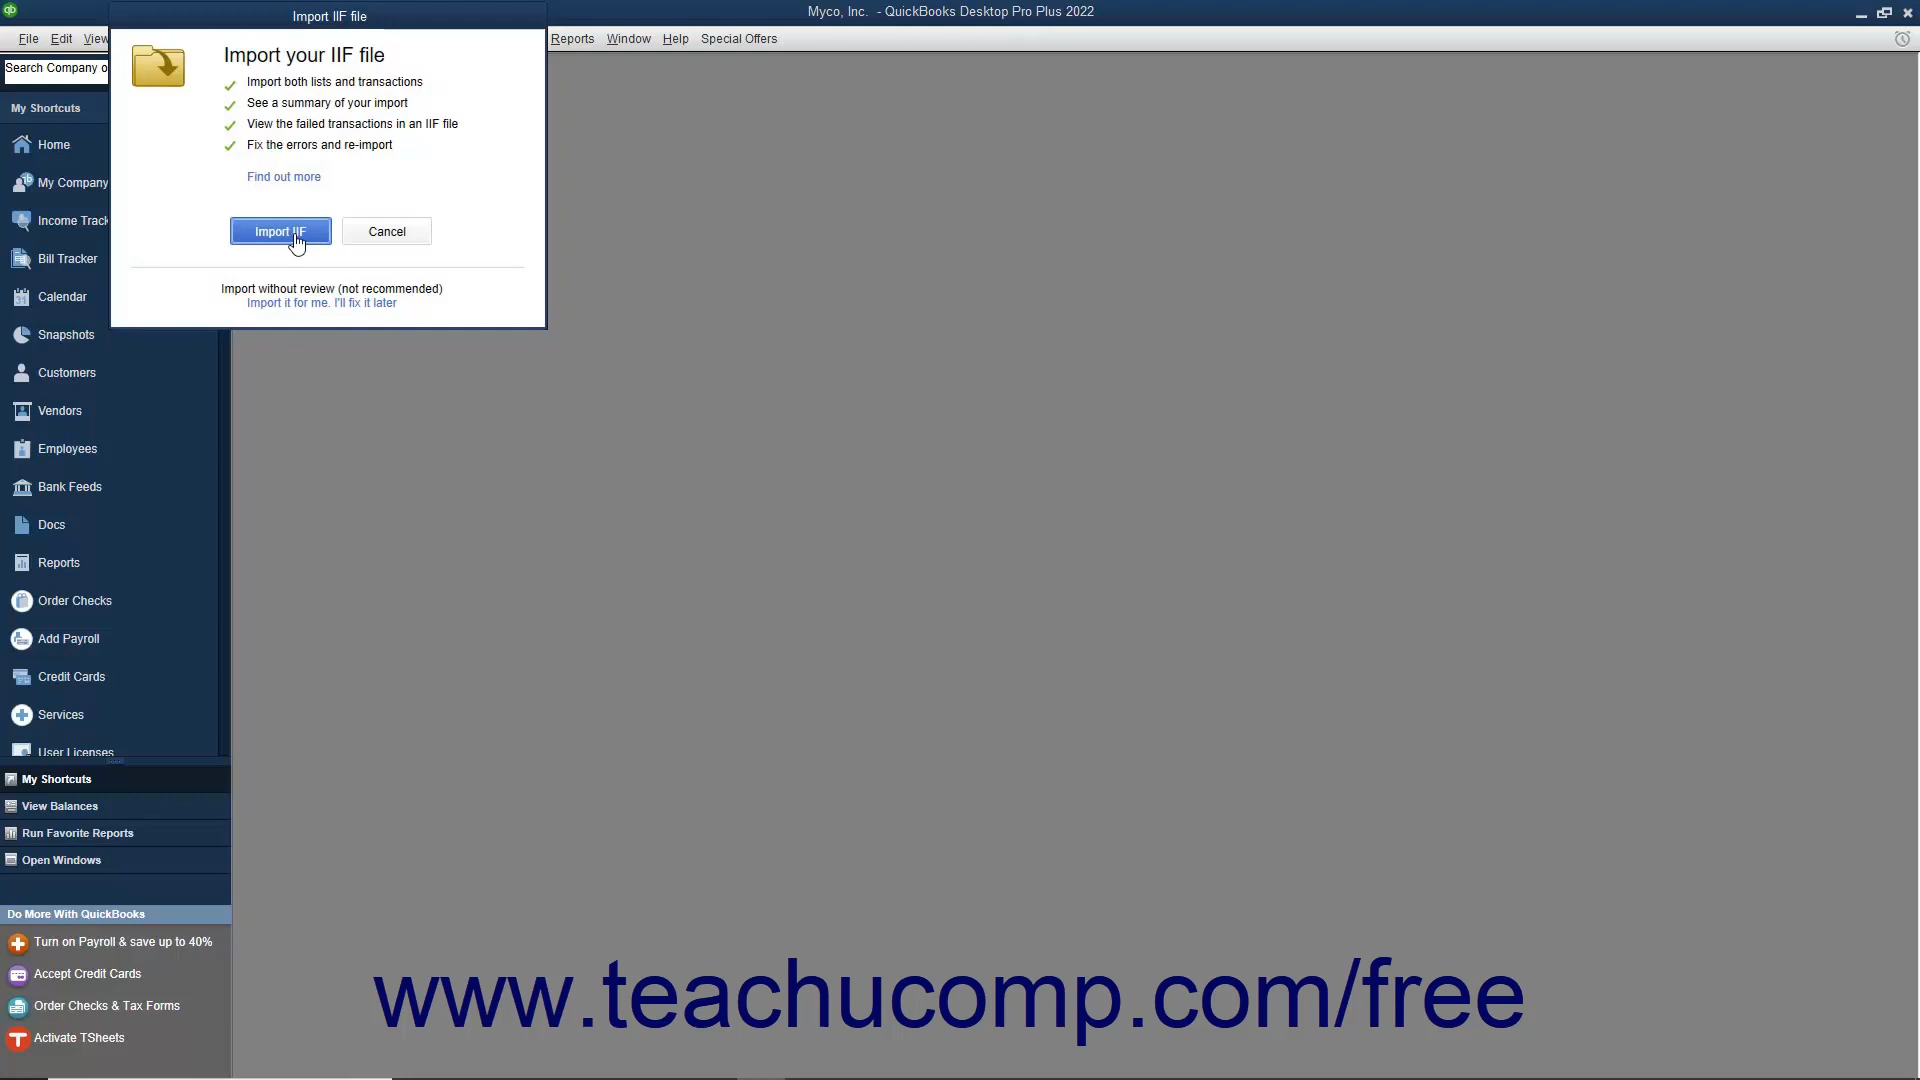 Import IIF file
Myco, Inc. - QuickBooks Desktop Pro Plus 2022
File Edit View Reports Window Help Special Offers
Search Company o
Import your IIF file
Import both lists and transactions
See a summary of your import
View the failed transactions in an IIF file
Fix the errors and re-import
Find out more
Import IIF Cancel
Import without review (not recommended)
Import it for me. I'll fix it later
My Shortcuts
Home
My Company
Income Track
Bill Tracker
Calendar
Snapshots
Customers
Vendors
Employees
Bank Feeds
Docs
Reports
Order Checks
Add Payroll
Credit Cards
Services
User Licenses
My Shortcuts
View Balances
Run Favorite Reports
Open Windows
Do More With QuickBooks
Turn on Payroll & save up to 40%
Accept Credit Cards
Order Checks & Tax Forms
Activate TSheets
www.teachucomp.com/free